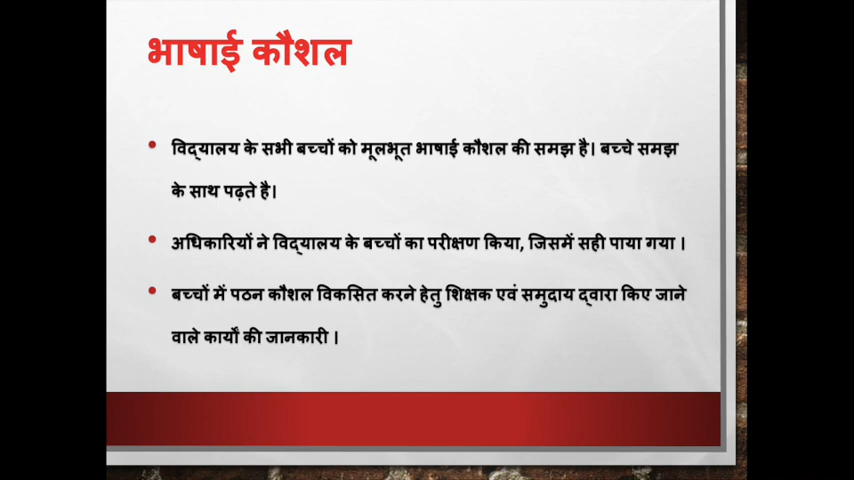 भाषाई कौशल
• विद्यालय के सभी बच्चों को मूलभूत भाषाई कौशल की समझ है। बच्चे समझ
के साथ पढ़ते है।
• अधिकारियों ने विद्यालय के बच्चों का परीक्षण किया, जिसमें सही पाया गया ।
• बच्चों में पठन कौशल विकसित करने हेतु शिक्षक एवं समुदाय द्वारा किए जाने
वाले कार्यों की जानकारी ।